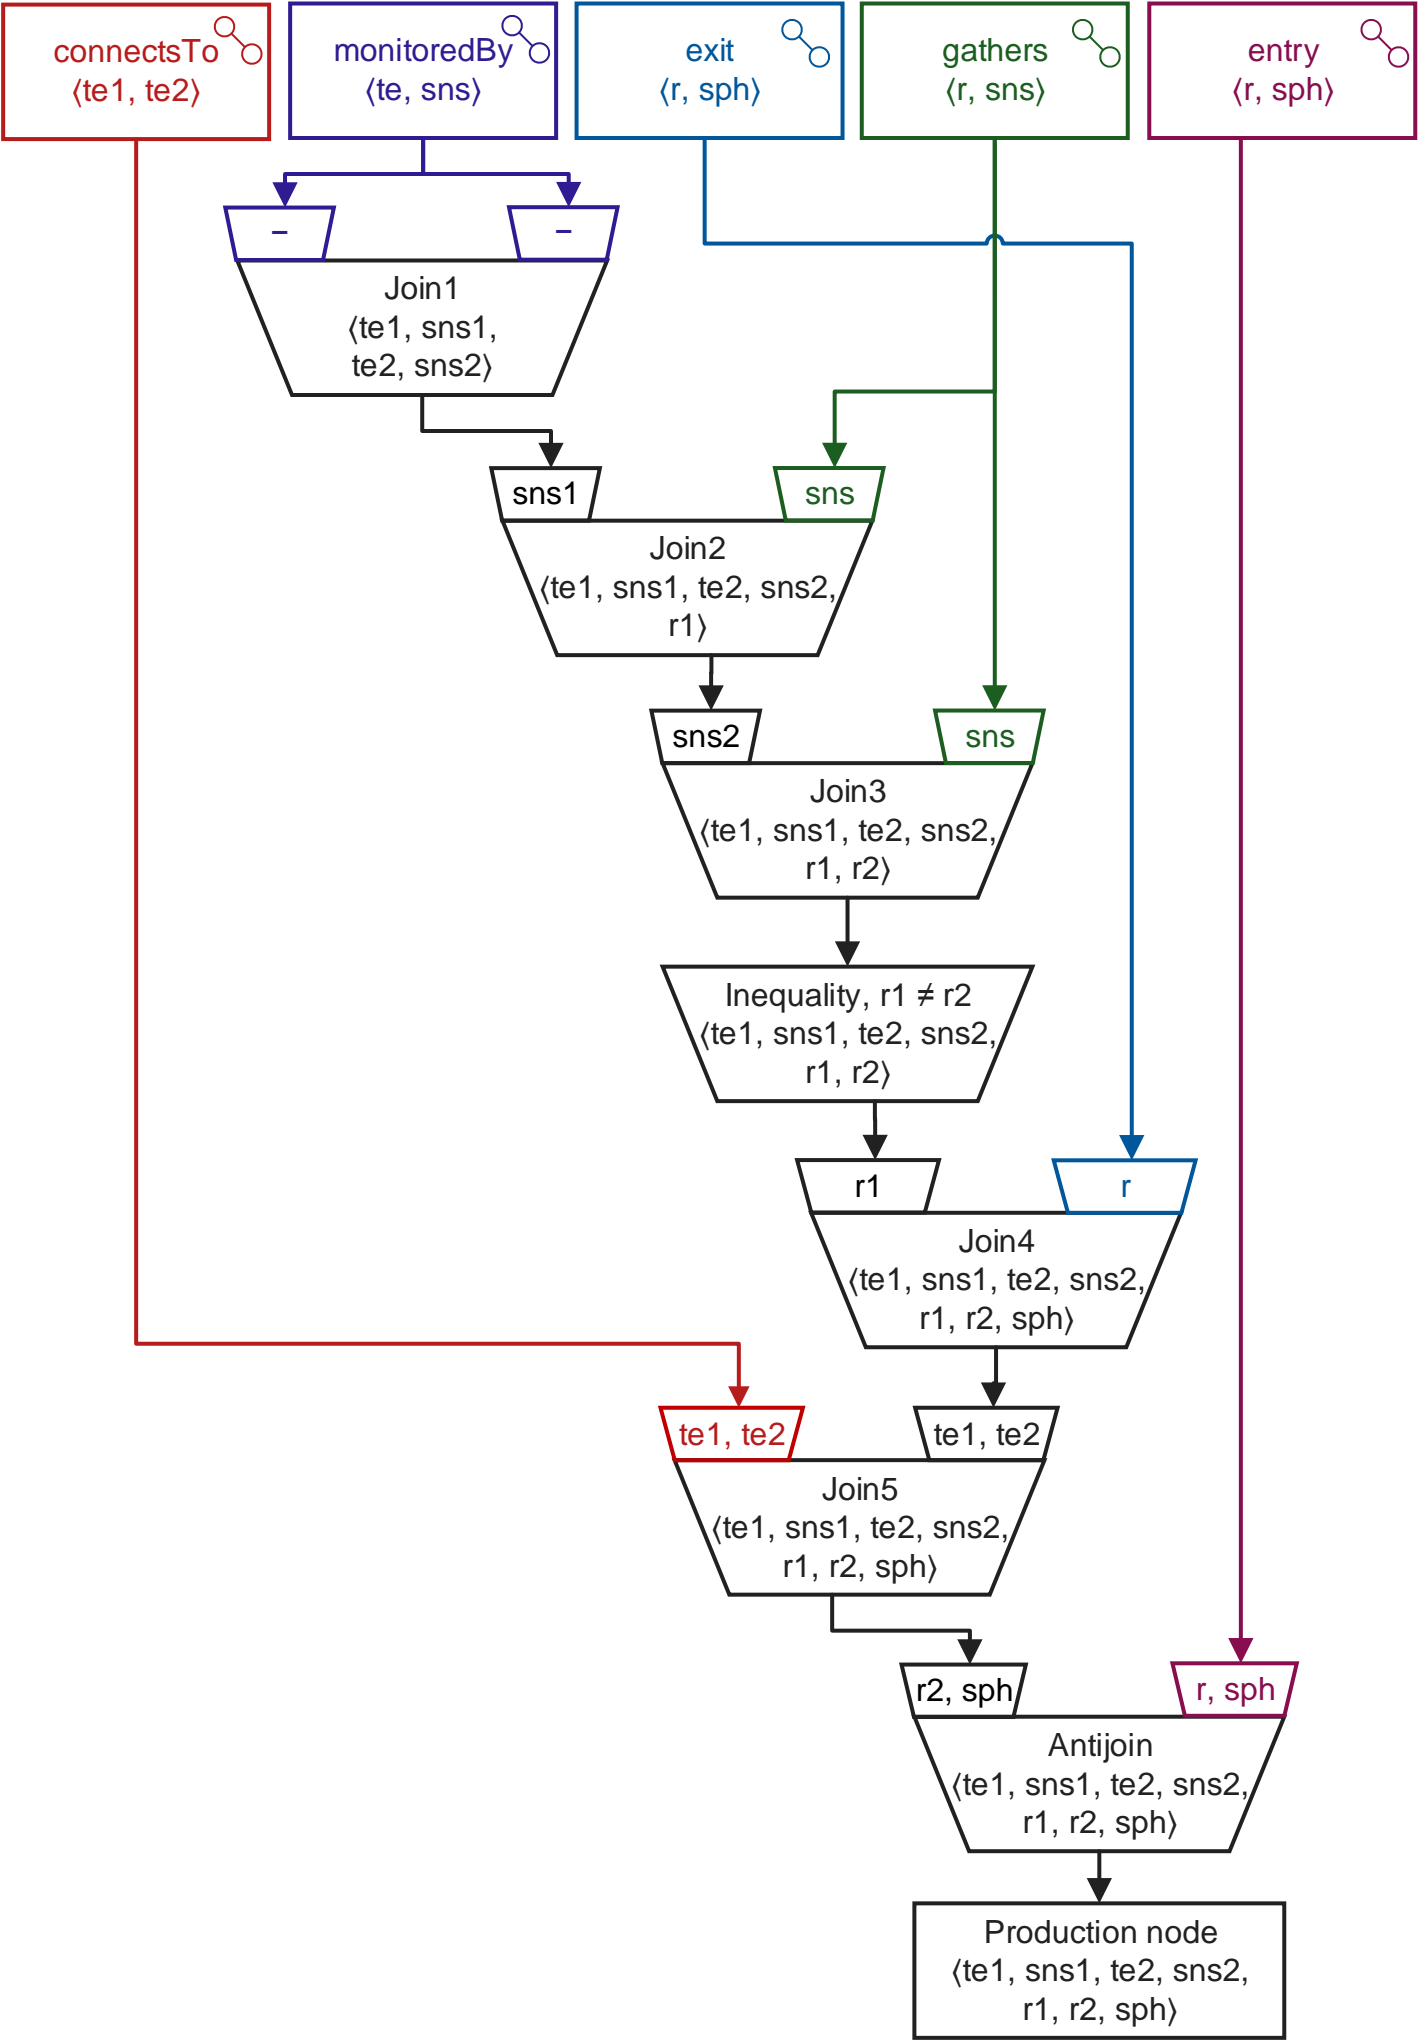 connectsTo
⟨te1, te2⟩
monitoredBy
⟨te, sns⟩
exit
⟨r, sph⟩
gathers
⟨r, sns⟩
entry
⟨r, sph⟩
–
–
Join1
⟨te1, sns1,
te2, sns2⟩
sns1
sns
Join2
⟨te1, sns1, te2, sns2,
r1⟩
sns2
sns
Join3
⟨te1, sns1, te2, sns2,
r1, r2⟩
Inequality, r1 ≠ r2
⟨te1, sns1, te2, sns2,
r1, r2⟩
r1
r
Join4
⟨te1, sns1, te2, sns2,
r1, r2, sph⟩
te1, te2
te1, te2
Join5
⟨te1, sns1, te2, sns2,
r1, r2, sph⟩
r2, sph
r, sph
Antijoin
⟨te1, sns1, te2, sns2,
r1, r2, sph⟩
Production node
⟨te1, sns1, te2, sns2,
r1, r2, sph⟩